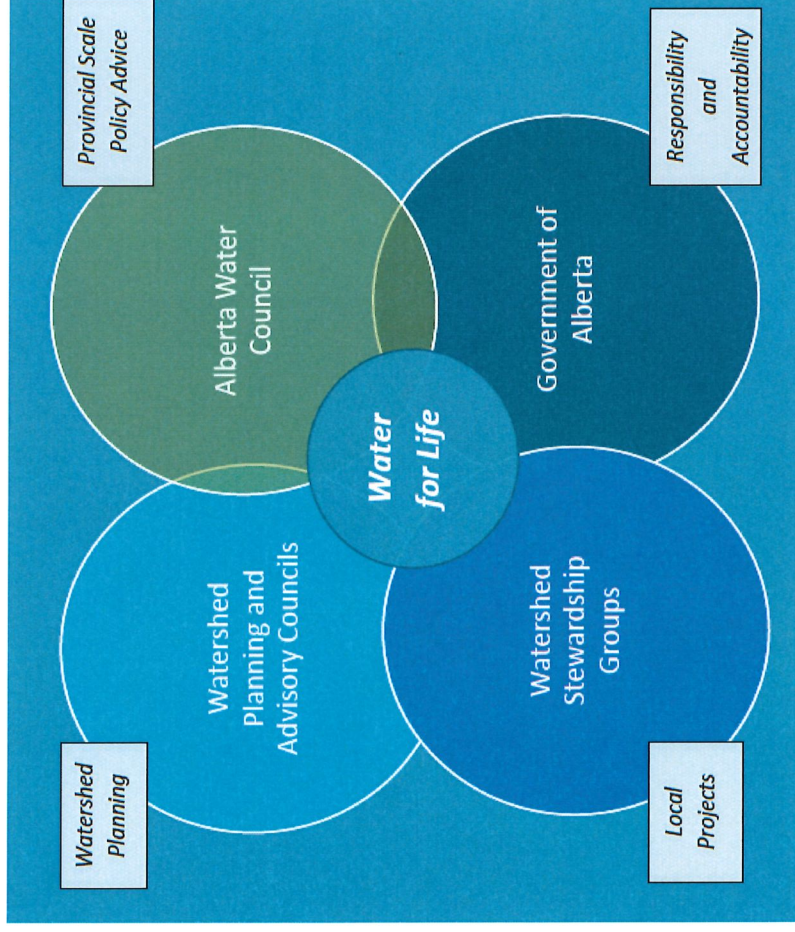 Local
Projects
Watershed
Planning
Watershed
Stewardship
Groups
Watershed
Planning and
Advisory Councils
Water
for Life
Government of
Alberta
Alberta Water
Council
Responsibility
and
Accountability
Provincial Scale
Policy Advice